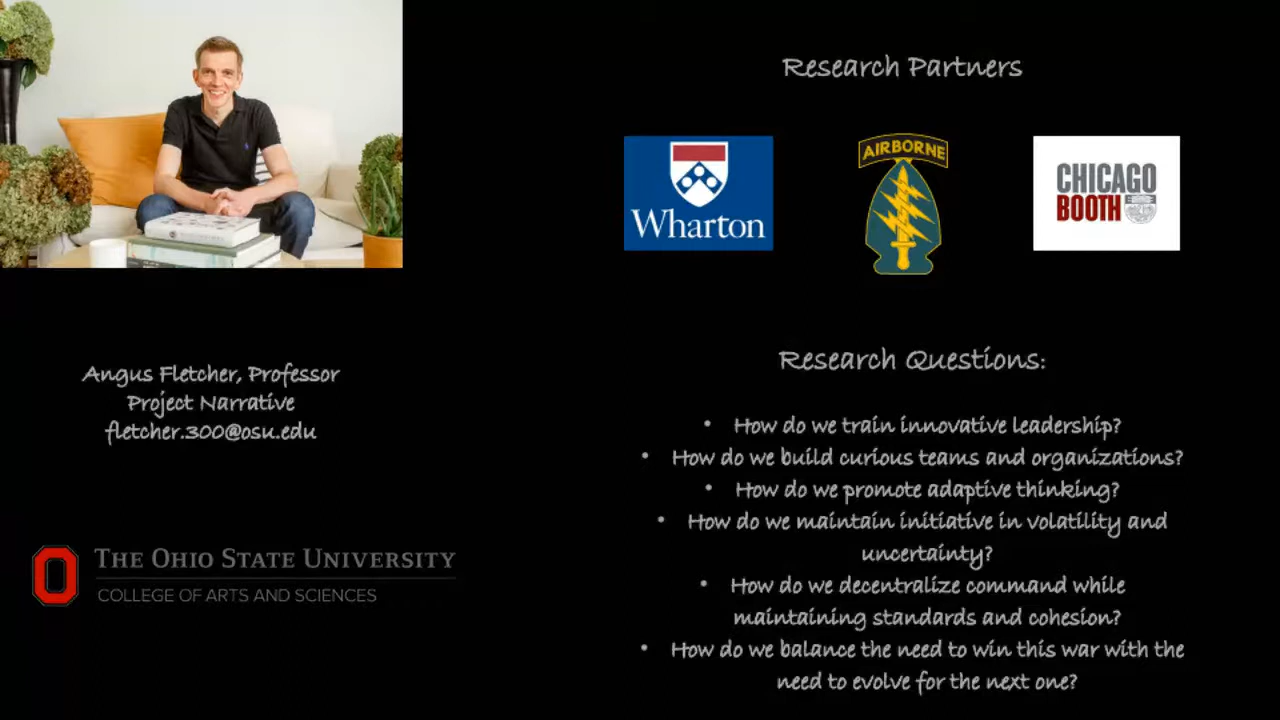 Angus Fletcher, Professor
Project Narrative
fletcher.300@osu.edu
THE OHIO STATE UNIVERSITY
COLLEGE OF ARTS AND SCIENCES
Research Partners
Wharton
AIRBORNE
CHICAGO
BOOTH
Research Questions:
• How do we train innovative leadership?
• How do we build curious teams and organizations?
• How do we promote adaptive thinking?
• How do we maintain initiative in volatility and
uncertainty?
• How do we decentralize command while
maintaining standards and cohesion?
• How do we balance the need to win this war with the
need to evolve for the next one?